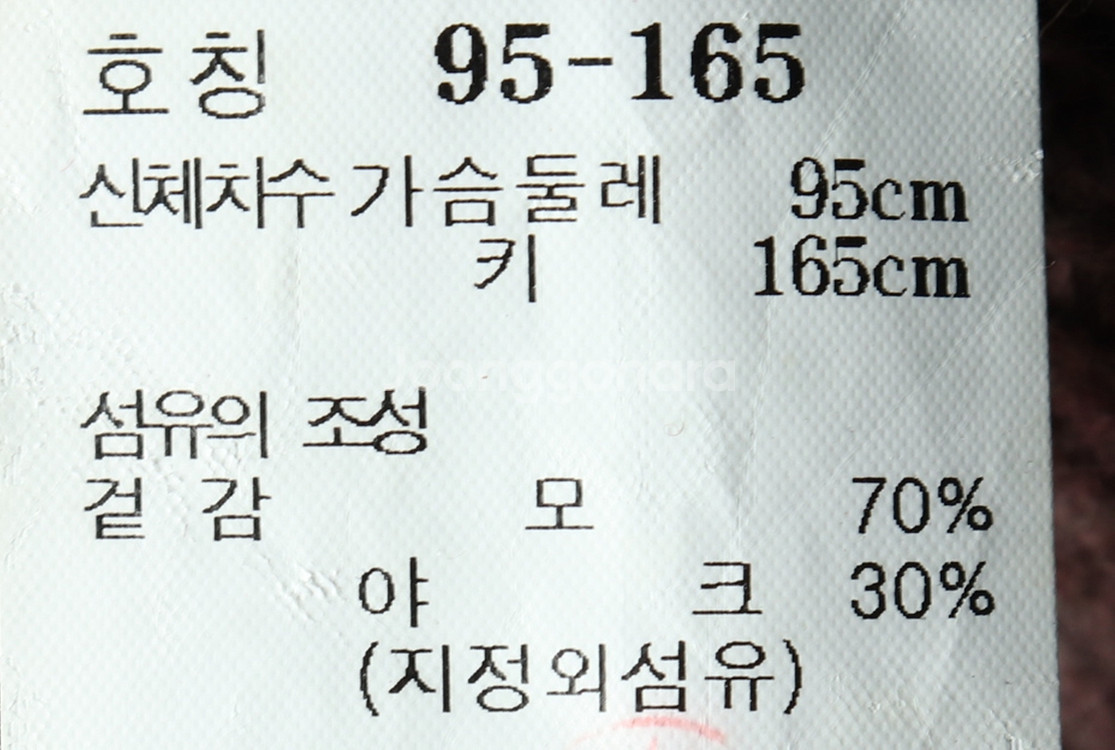 호칭 95-165
신체치수 가슴둘레 95cm
키 165cm
섬유의 조성
겉감 모 70%
야크 30%
(지정외섬유)